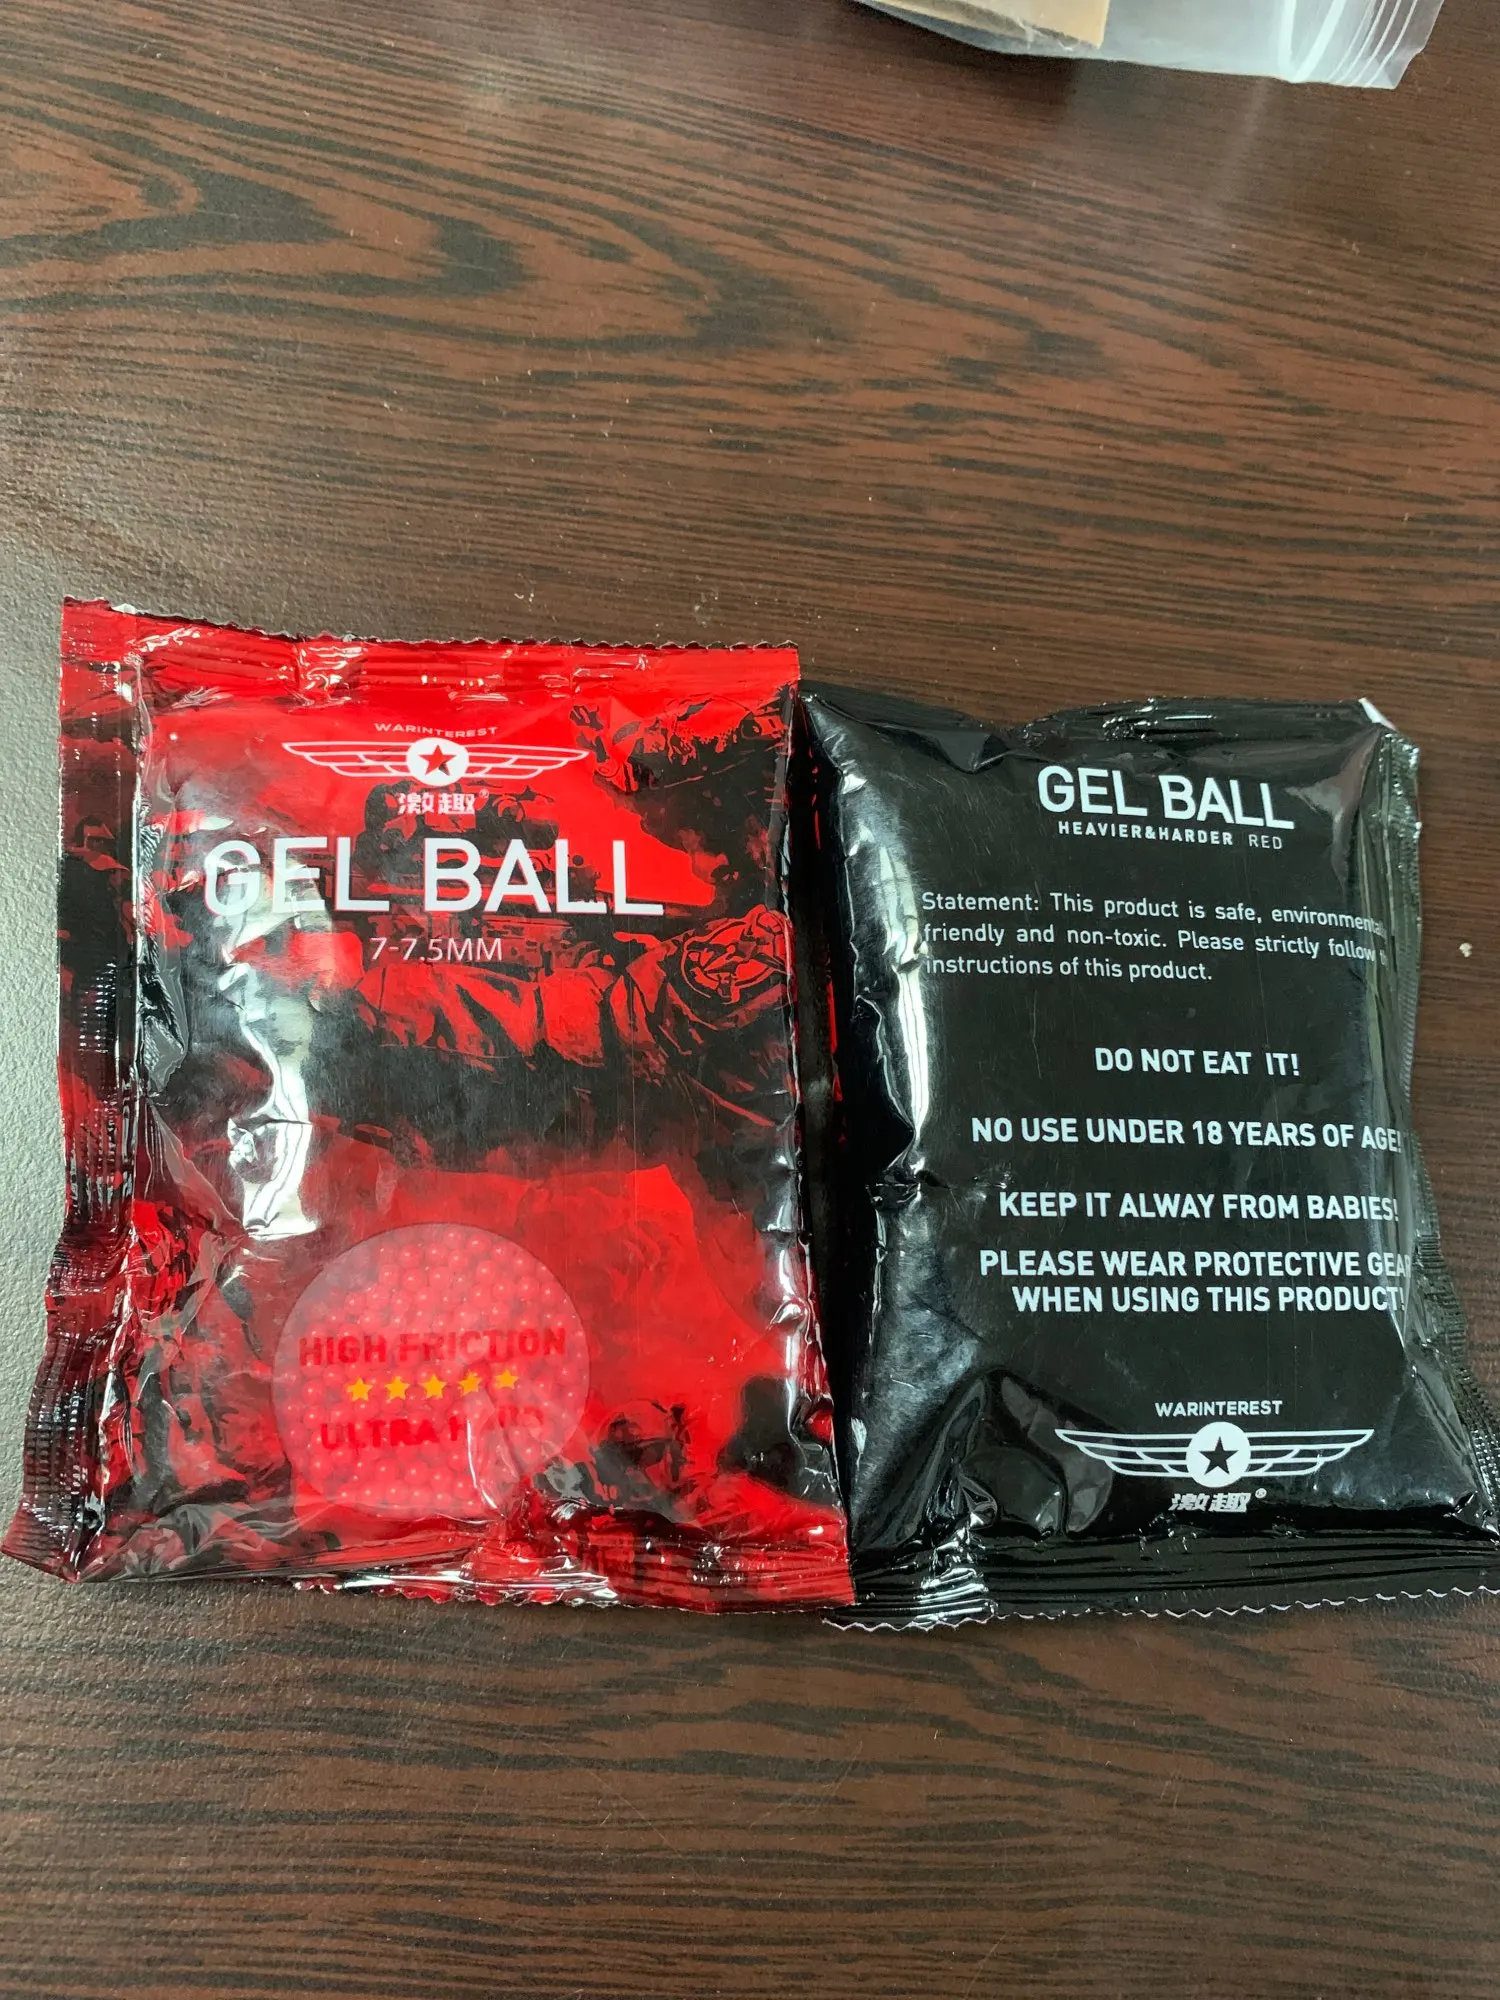 WARINTEREST
激趣®
GEL BALL
7-7.5MM
HIGH FRICTION
ULTRA
GEL BALL
HEAVIER&HARDER RED
Statement: This product is safe,
friendly and non-toxic. Please strictly follow
instructions of this product.
DO NOT EAT IT!
NO USE UNDER 18 YEARS OF AGE!
KEEP IT ALWAY FROM BABIES!
PLEASE WEAR PROTECTIVE
WHEN USING THIS PRODUCT!
WARINTEREST
激趣®